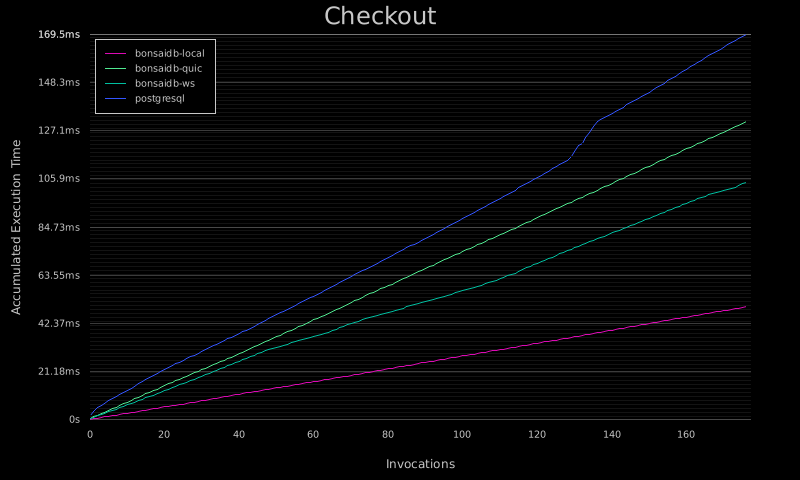 Checkout
169.5ms
148.3ms
127.1ms
105.9ms
84.73ms
63.55ms
42.37ms
21.18ms
0s
Accumulated Execution Time
bonsaidb-local
bonsaidb-quic
bonsaidb-ws
postgresql
0 20 40 60 80 100 120 140 160
Invocations